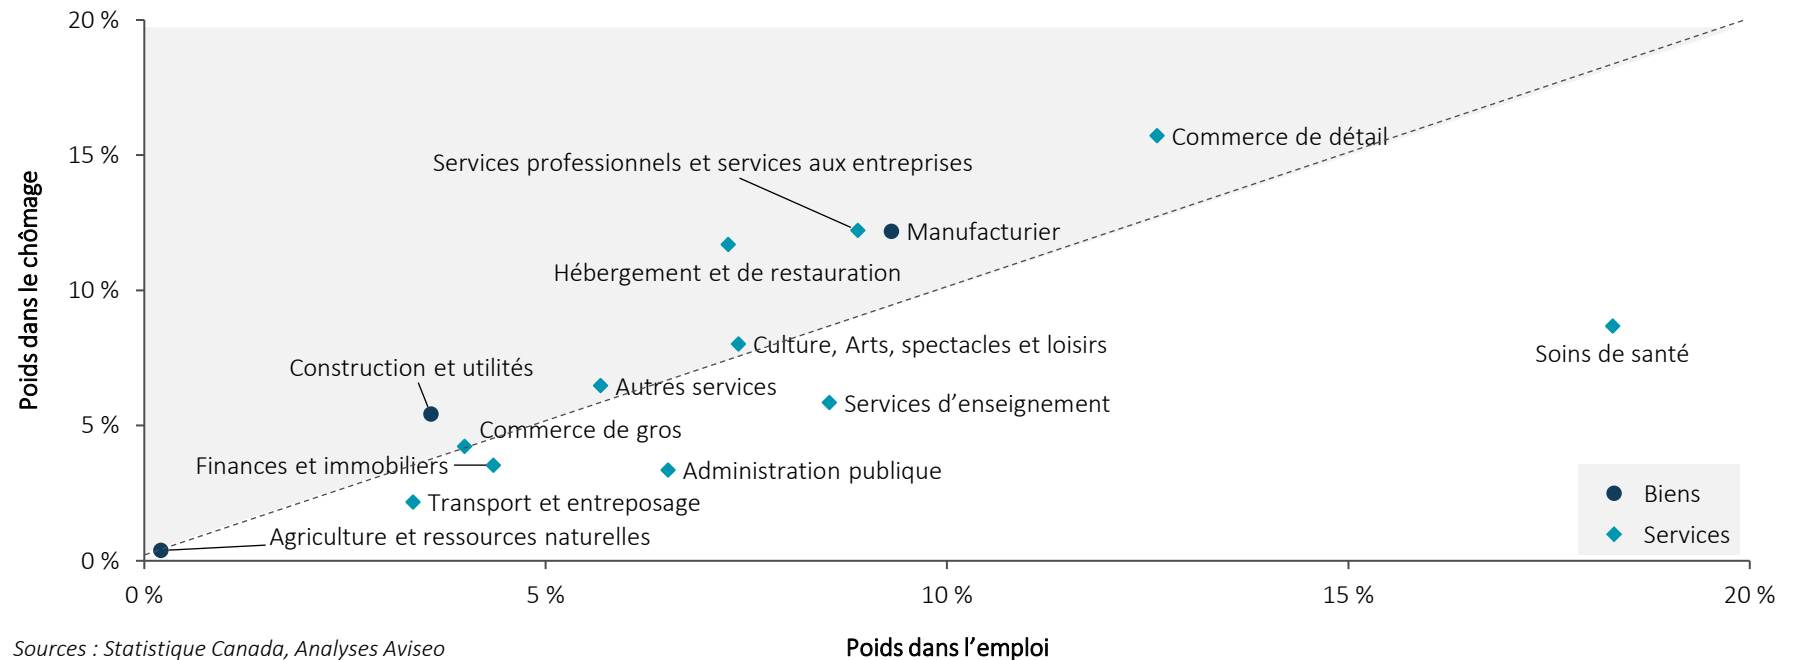 20 %
Commerce de détail
15 %
Services professionnels et services aux entreprises
Manufacturier
Hébergement et de restauration
10 %
Poids dans le chômage
Culture, Arts, spectacles et loisirs
Soins de santé
Construction et utilités
Autres services
Services d’enseignement
5 %
Commerce de gros
Finances et immobiliers
Administration publique
Transport et entreposage
Agriculture et ressources naturelles
Biens
Services
0 %
0 %
5 %
10 %
15 %
20 %
Poids dans l’emploi
Sources : Statistique Canada, Analyses Aviseo